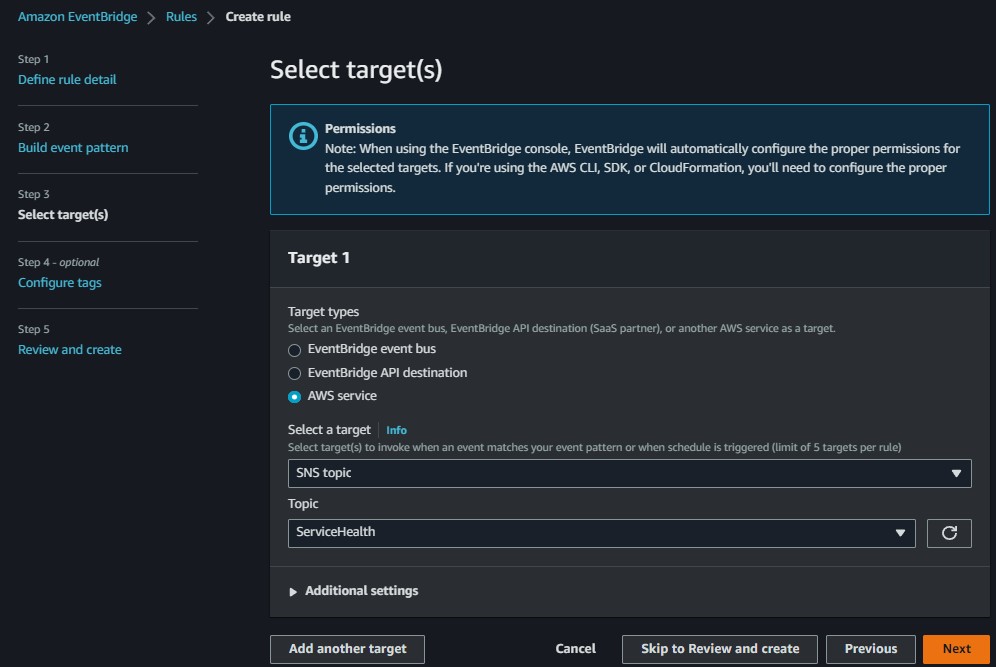 Amazon EventBridge > Rules > Create rule
Step 1
Define rule detail
Step 2
Build event pattern
Step 3
Select target(s)
Step 4 - optional
Configure tags
Step 5
Review and create
Select target(s)
Permissions
Note: When using the EventBridge console, EventBridge will automatically configure the proper permissions for
the selected targets. If you're using the AWS CLI, SDK, or CloudFormation, you'll need to configure the proper
permissions.
Target 1
Target types
Select an EventBridge event bus, EventBridge API destination (SaaS partner), or another AWS service as a target.
EventBridge event bus
EventBridge API destination
AWS service
Select a target Info
Select target(s) to invoke when an event matches your event pattern or when schedule is triggered (limit of 5 targets per rule)
SNS topic
Topic
ServiceHealth
Additional settings
Add another target Cancel Skip to Review and create Previous Next